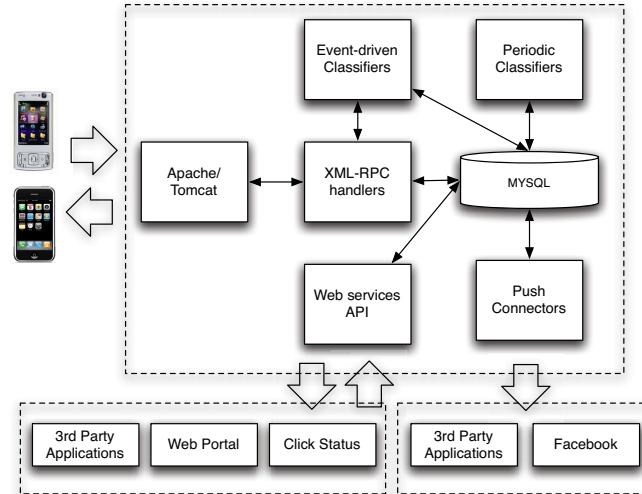 Event-driven
Classifiers
Periodic
Classifiers
Apache/
Tomcat
XML-RPC
handlers
MYSQL
Web services
API
Push
Connectors
3rd Party
Applications
Web Portal
Click Status
3rd Party
Applications
Facebook